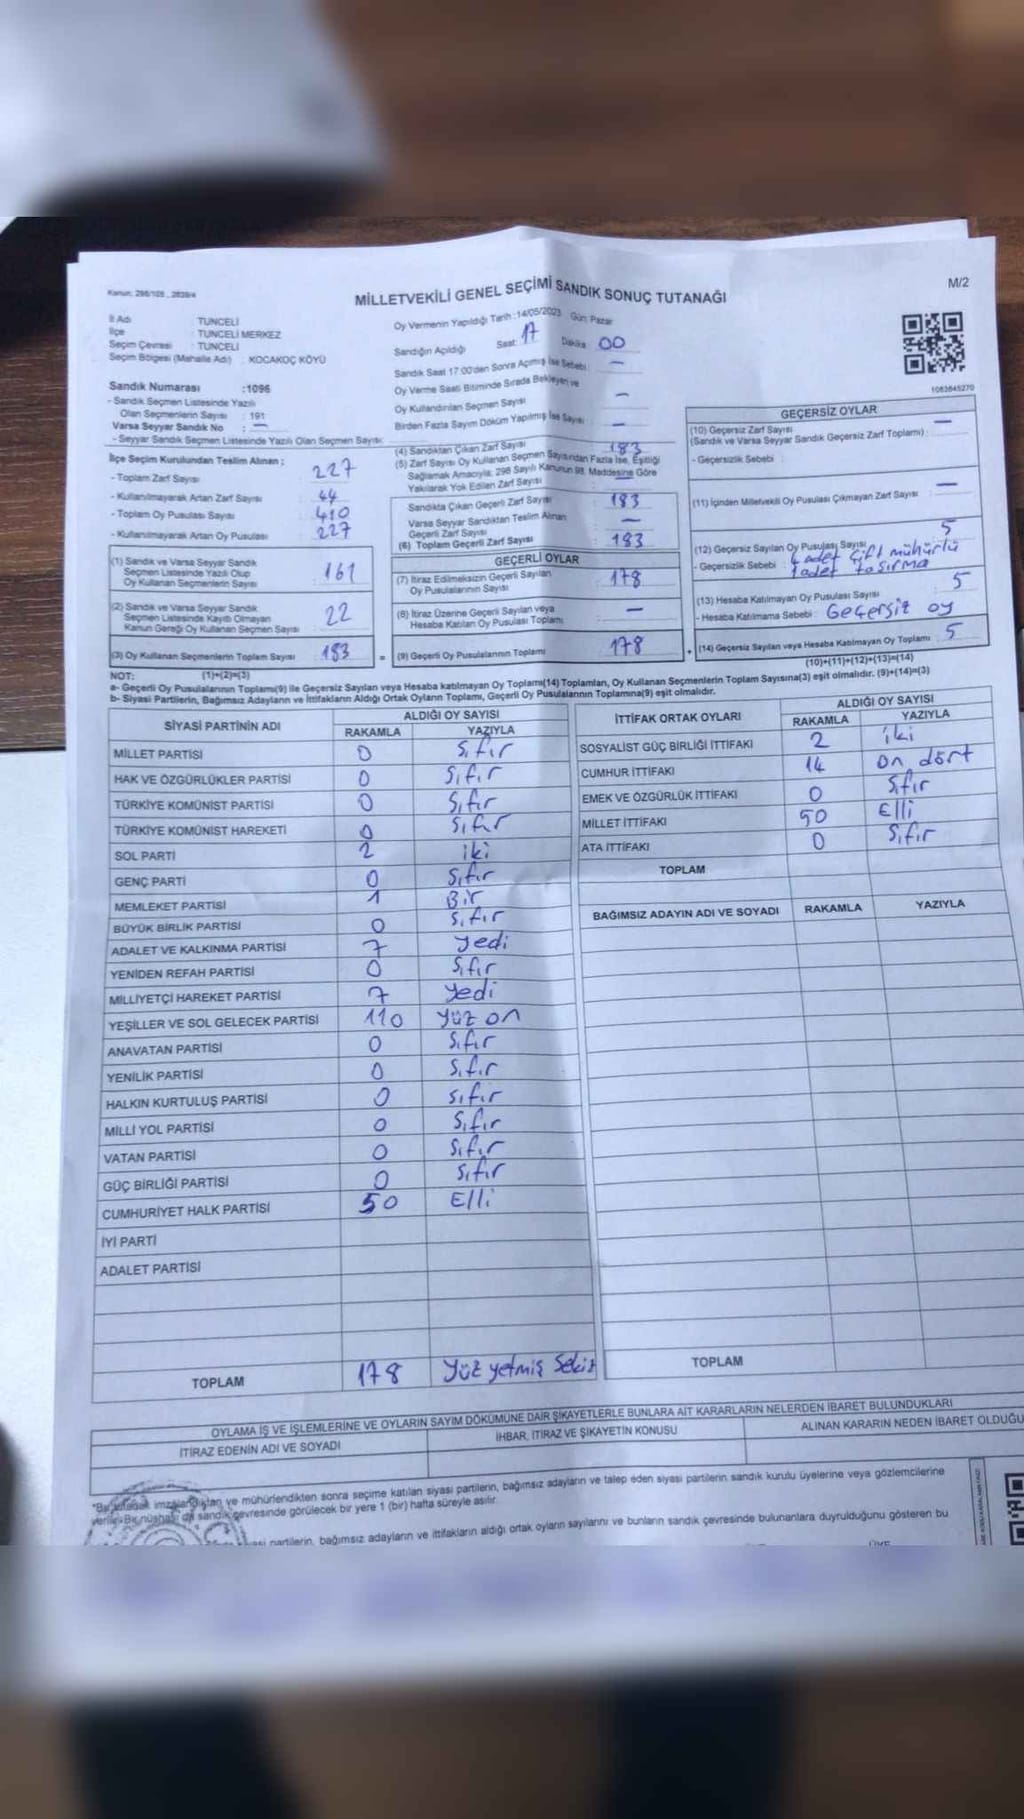 Kanun: 298/105 , 2839/4
MİLLETVEKİLİ GENEL SEÇİMİ SANDIK SONUÇ TUTANAĞI
M/2
İl Adı : TUNCELİ
İlçe : TUNCELİ MERKEZ
Seçim Çevresi : TUNCELİ
Seçim Bölgesi (Mahalle Adı) : KOCAKOÇ KÖYÜ
Sandık Numarası :1096
- Sandık Seçmen Listesinde Yazılı
Olan Seçmenlerin Sayısı : 191
Varsa Seyyar Sandık No : —
- Seyyar Sandık Seçmen Listesinde Yazılı Olan Seçmen Sayısı:
İlçe Seçim Kurulundan Teslim Alınan ;
- Toplam Zarf Sayısı : 227
- Kullanılmayarak Artan Zarf Sayısı : 44
- Toplam Oy Pusulası Sayısı : 410
- Kullanılmayarak Artan Oy Pusulası : 227
Oy Vermenin Yapıldığı Tarih :14/05/2023 Gün: Pazar
Sandığın Açıldığı Saat: 17 Dakika 00
Sandık Saat 17:00'den Sonra Açılmış İse Sebebi : —
Oy Verme Saati Bitiminde Sırada Bekleyen ve
Oy Kullandırılan Seçmen Sayısı —
Birden Fazla Sayım Döküm Yapılmış İse Sayısı : —
(4) Sandıktan Çıkan Zarf Sayısı 183
(5) Zarf Sayısı Oy Kullanan Seçmen Sayısından Fazla İse, Eşitliği
Sağlamak Amacıyla; 298 Sayılı Kanunun 98. Maddesine Göre
Yakılarak Yok Edilen Zarf Sayısı —
Sandıkta Çıkan Geçerli Zarf Sayısı 183
Varsa Seyyar Sandıktan Teslim Alınan
Geçerli Zarf Sayısı —
(6) Toplam Geçerli Zarf Sayısı 183
1083845270
GEÇERSİZ OYLAR
(10) Geçersiz Zarf Sayısı —
(Sandık ve Varsa Seyyar Sandık Geçersiz Zarf Toplamı) :
- Geçersizlik Sebebi :
(11) İçinden Milletvekili Oy Pusulası Çıkmayan Zarf Sayısı —
(12) Geçersiz Sayılan Oy Pusulası Sayısı 5
- Geçersizlik Sebebi 4 adet çift mühürlü
1 adet taşırma
(13) Hesaba Katılmayan Oy Pusulası Sayısı 5
- Hesaba Katılmama Sebebi : Geçersiz oy
(14) Geçersiz Sayılan veya Hesaba Katılmayan Oy Toplamı 5
(10)+(11)+(12)+(13)=(14)
(1) Sandık ve Varsa Seyyar Sandık
Seçmen Listesinde Yazılı Olup
Oy Kullanan Seçmenlerin Sayısı 161
(2) Sandık ve Varsa Seyyar Sandık
Seçmen Listesinde Kayıtlı Olmayan
Kanun Gereği Oy Kullanan Seçmen Sayısı 22
(3) Oy Kullanan Seçmenlerin Toplam Sayısı 183
GEÇERLİ OYLAR
(7) İtiraz Edilmeksizin Geçerli Sayılan
Oy Pusulalarının Sayısı 178
(8) İtiraz Üzerine Geçerli Sayılan veya
Hesaba Katılan Oy Pusulası Toplamı —
= (9) Geçerli Oy Pusulalarının Toplamı 178 +
NOT: (1)+(2)=(3)
a- Geçerli Oy Pusulalarının Toplamı(9) ile Geçersiz Sayılan veya Hesaba katılmayan Oy Toplamı(14) Toplamları, Oy Kullanan Seçmenlerin Toplam Sayısına(3) eşit olmalıdır. (9)+(14)=(3)
b- Siyasi Partilerin, Bağımsız Adayların ve İttifakların Aldığı Oyların Toplamı, Geçerli Oy Pusulalarının Toplamına(9) eşit olmalıdır.
SİYASİ PARTİNİN ADI ALDIĞI OY SAYISI
RAKAMLA YAZIYLA
MİLLET PARTİSİ 0 Sıfır
HAK VE ÖZGÜRLÜKLER PARTİSİ 0 Sıfır
TÜRKİYE KOMÜNİST PARTİSİ 0 Sıfır
TÜRKİYE KOMÜNİST HAREKETİ 0 Sıfır
SOL PARTİ 2 iki
GENÇ PARTİ 0 Sıfır
MEMLEKET PARTİSİ 1 Bir
BÜYÜK BİRLİK PARTİSİ 0 Sıfır
ADALET VE KALKINMA PARTİSİ 7 yedi
YENİDEN REFAH PARTİSİ 0 Sıfır
MİLLİYETÇİ HAREKET PARTİSİ 7 yedi
YEŞİLLER VE SOL GELECEK PARTİSİ 110 yüz on
ANAVATAN PARTİSİ 0 Sıfır
YENİLİK PARTİSİ 0 Sıfır
HALKIN KURTULUŞ PARTİSİ 0 Sıfır
MİLLİ YOL PARTİSİ 0 Sıfır
VATAN PARTİSİ 0 Sıfır
GÜÇ BİRLİĞİ PARTİSİ 0 Sıfır
CUMHURİYET HALK PARTİSİ 50 Elli
İYİ PARTİ
ADALET PARTİSİ
TOPLAM 178 Yüz yetmiş Sekiz
İTTİFAK ORTAK OYLARI ALDIĞI OY SAYISI
RAKAMLA YAZIYLA
SOSYALİST GÜÇ BİRLİĞİ İTTİFAKI 2 iki
CUMHUR İTTİFAKI 14 on dört
EMEK VE ÖZGÜRLÜK İTTİFAKI 0 Sıfır
MİLLET İTTİFAKI 50 Elli
ATA İTTİFAKI 0 Sıfır
TOPLAM
BAĞIMSIZ ADAYIN ADI VE SOYADI RAKAMLA YAZIYLA
TOPLAM
OYLAMA İŞ VE İŞLEMLERİNE VE OYLARIN SAYIM DÖKÜMÜNE DAİR ŞİKAYETLERLE BUNLARA AİT KARARLARIN NELERDEN İBARET BULUNDUKLARI
İTİRAZ EDENİN ADI VE SOYADI İHBAR, İTİRAZ VE ŞİKAYETİN KONUSU ALINAN KARARIN NEDEN İBARET OLDUĞU
*Bu tutanak imzalandıktan ve mühürlendikten sonra seçime katılan siyasi partilerin, bağımsız adayların ve talep eden siyasi partilerin sandık kurulu üyelerine veya gözlemcilerine
verilir. Bir nüshası da sandık çevresinde görülecek bir yere 1 (bir) hafta süreyle asılır.
partilerin, bağımsız adayların ve ittifakların aldığı ortak oyların sayılarını ve bunların sandık çevresinde bulunanlara duyrulduğunu gösteren bu
ÜYE